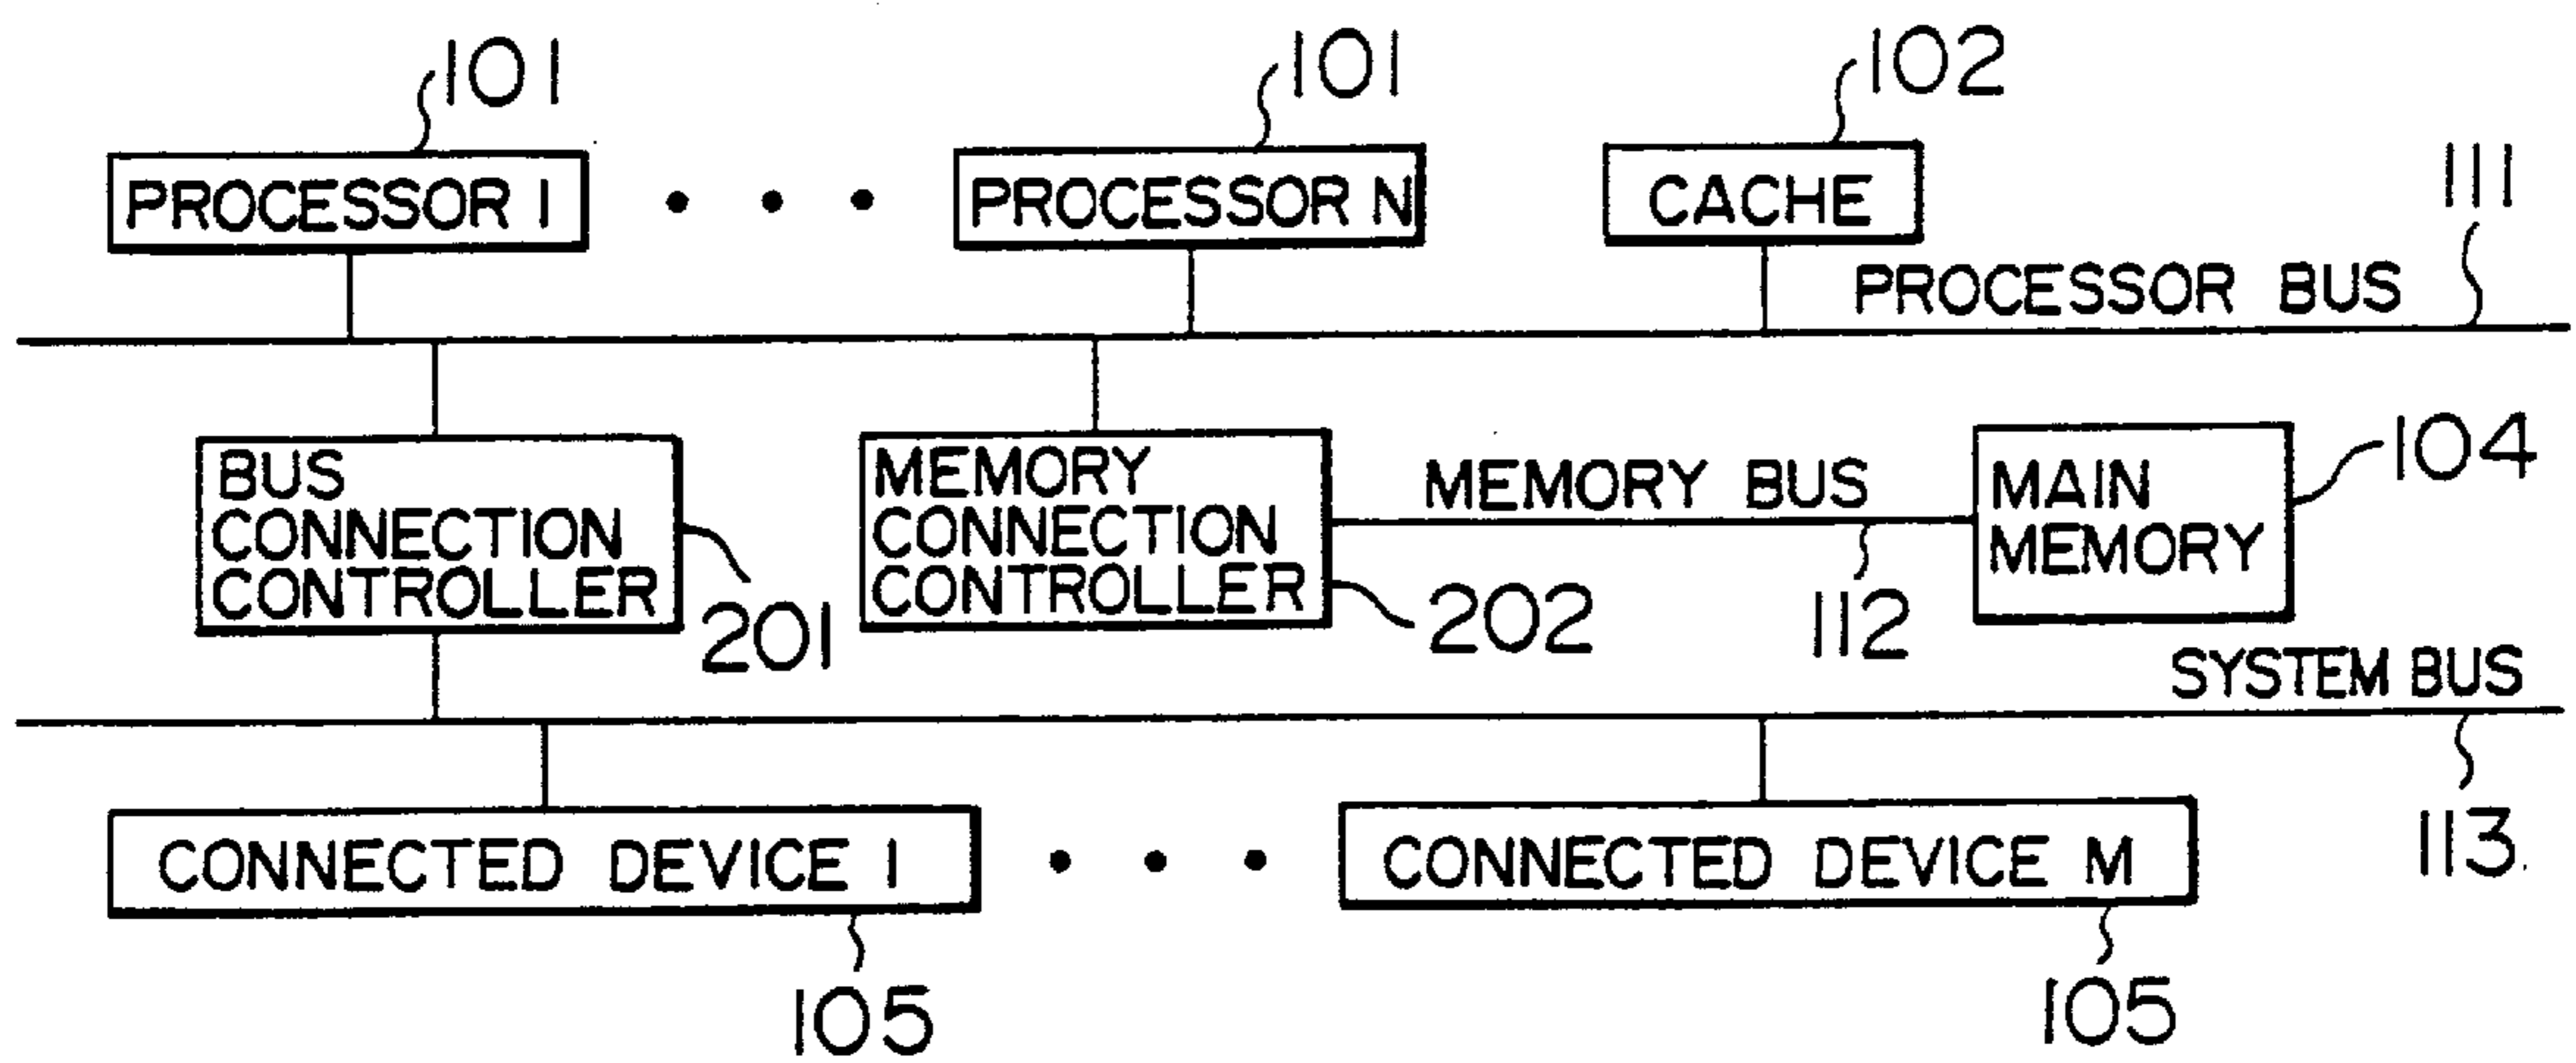 101
101
102
PROCESSOR 1
PROCESSOR N
CACHE
111
PROCESSOR BUS
BUS
CONNECTION
CONTROLLER
201
MEMORY
CONNECTION
CONTROLLER
202
MEMORY BUS
112
MAIN
MEMORY
104
SYSTEM BUS
113
CONNECTED DEVICE 1
CONNECTED DEVICE M
105
105